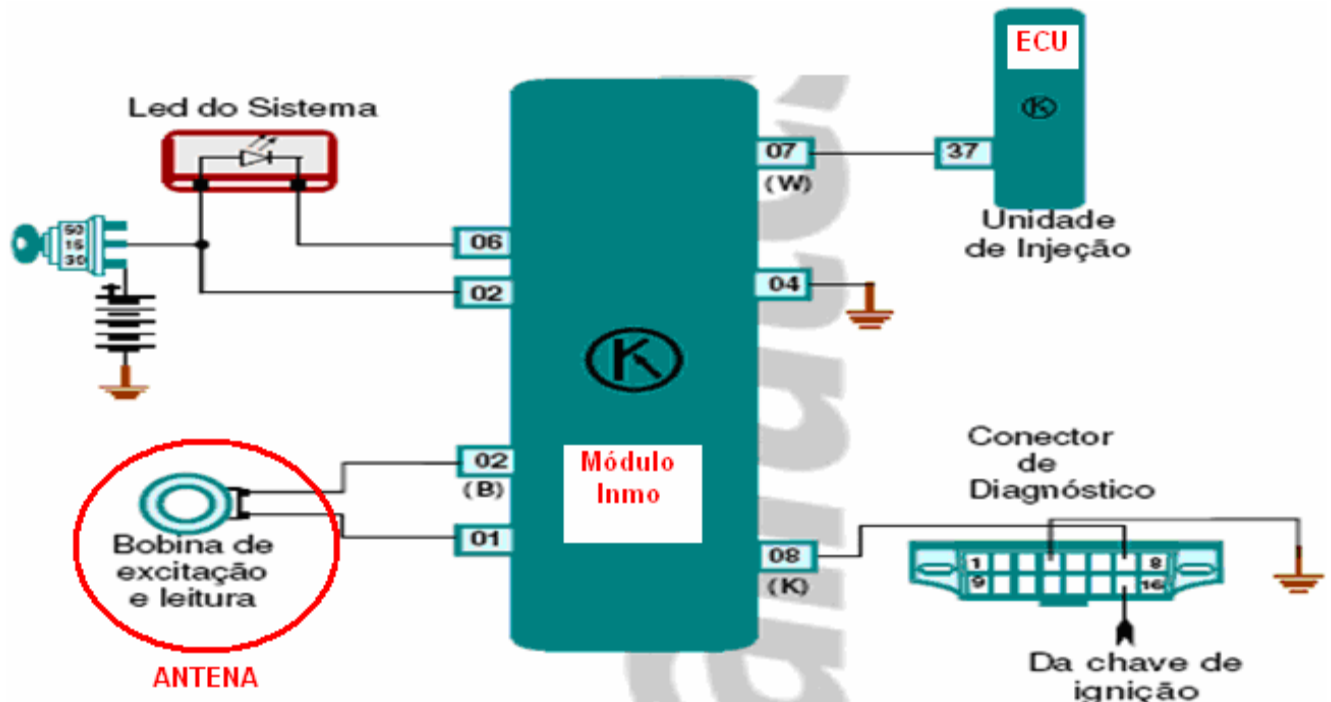 ECU
Led do Sistema
07
37
(W)
K
50
15
30
06
Unidade
de Injeção
02
04
K
Conector
de
Diagnóstico
02
(B)
Módulo
Inmo
01
Bobina de
excitação
e leitura
08
(K)
1
8
9
16
ANTENA
Da chave de
ignição